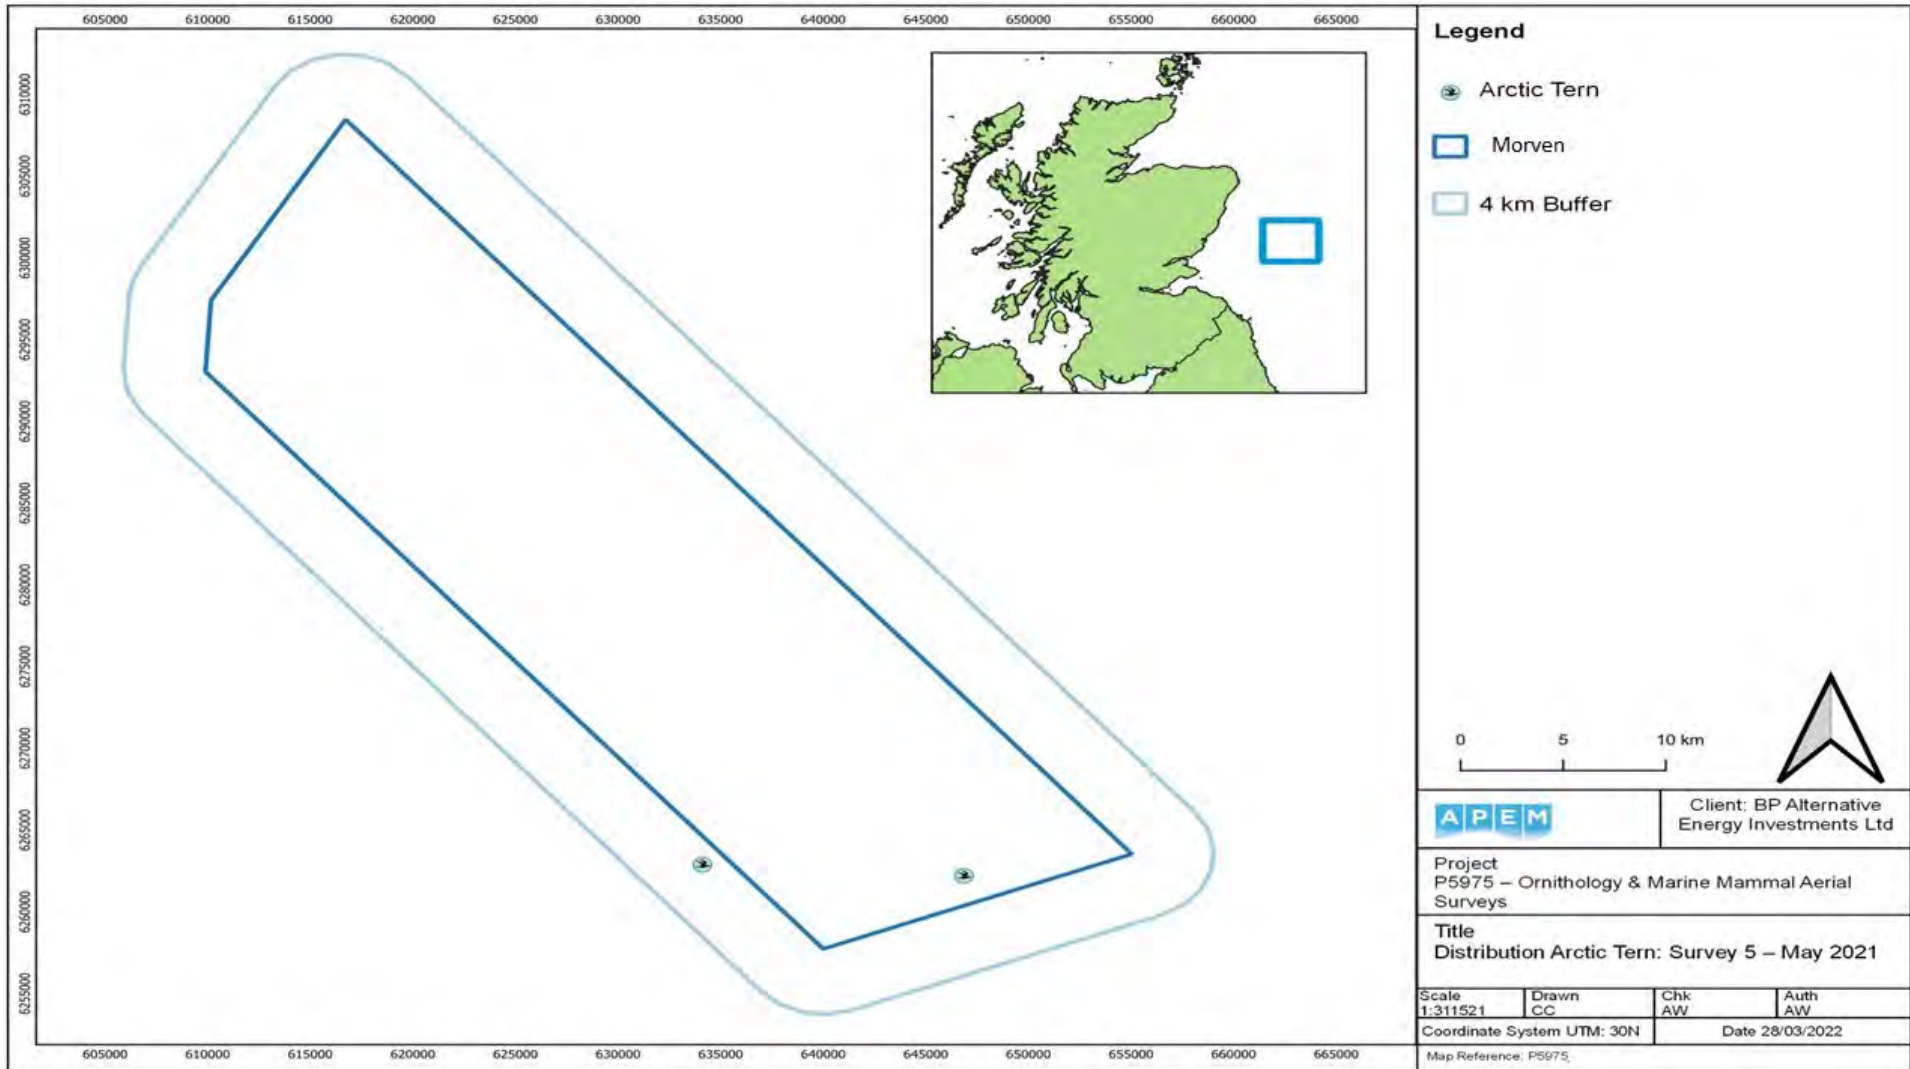 605000 610000 615000 620000 625000 630000 635000 640000 645000 650000 655000 660000 665000
6310000
6305000
6300000
6295000
6290000
6285000
6280000
6275000
6270000
6265000
6260000
6255000
605000 610000 615000 620000 625000 630000 635000 640000 645000 650000 655000 660000 665000
Legend
Arctic Tern
Morven
4 km Buffer
0 5 10 km
APEM
Client: BP Alternative
Energy Investments Ltd
Project
P5975 – Ornithology & Marine Mammal Aerial
Surveys
Title
Distribution Arctic Tern: Survey 5 – May 2021
Scale
1:311521
Drawn
CC
Chk
AW
Auth
AW
Coordinate System UTM: 30N
Date 28/03/2022
Map Reference: P5975